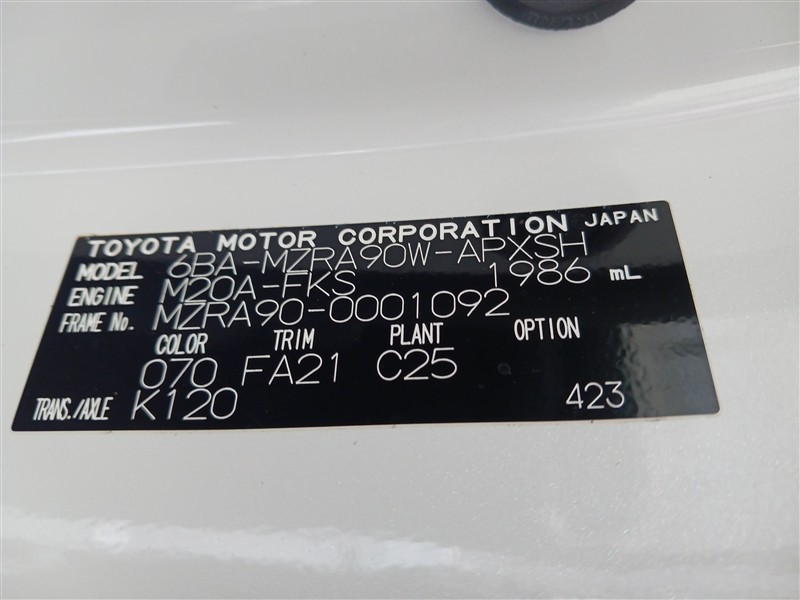 TOYOTA MOTOR CORPORATION JAPAN
MODEL 6BA-MZRA90W-APXSH
ENGINE M20A-FKS 1986 mL
FRAME No. MZRA90-0001092
COLOR TRIM PLANT OPTION
070 FA21 C25
TRANS./AXLE K120 423